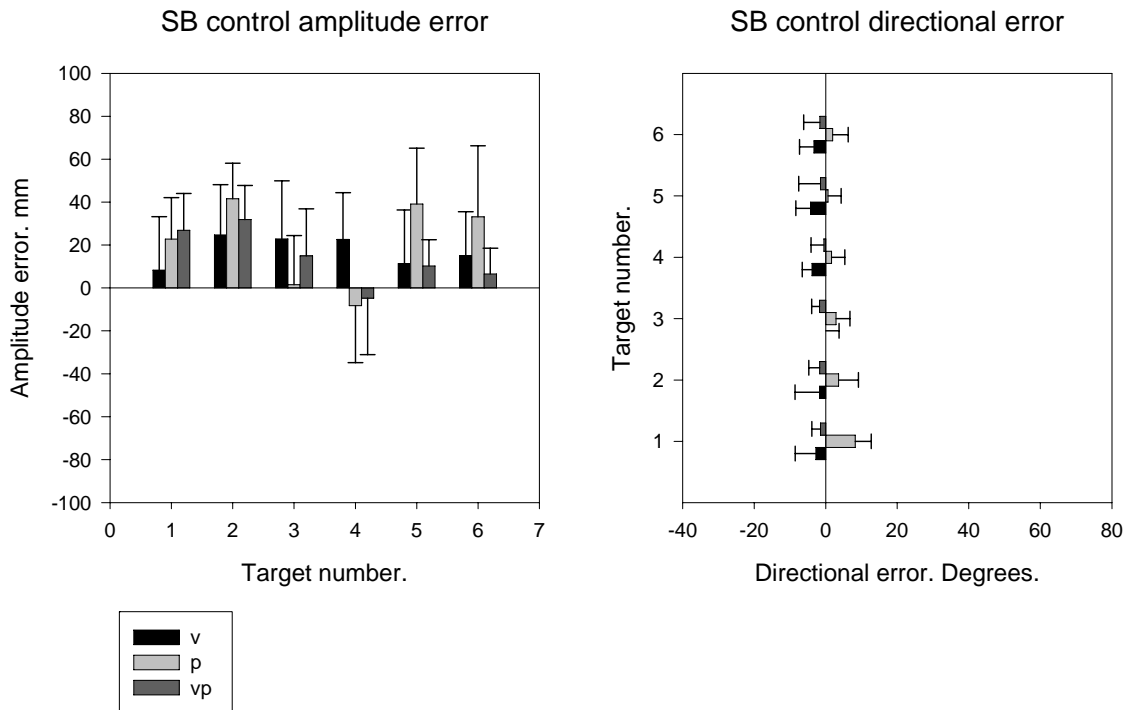 SB control amplitude error
100
80
60
40
20
0
-20
-40
-60
-80
-100
Amplitude error. mm
0 1 2 3 4 5 6 7
Target number.
v
p
vp
SB control directional error
6
5
4
3
2
1
Target number.
-40 -20 0 20 40 60 80
Directional error. Degrees.